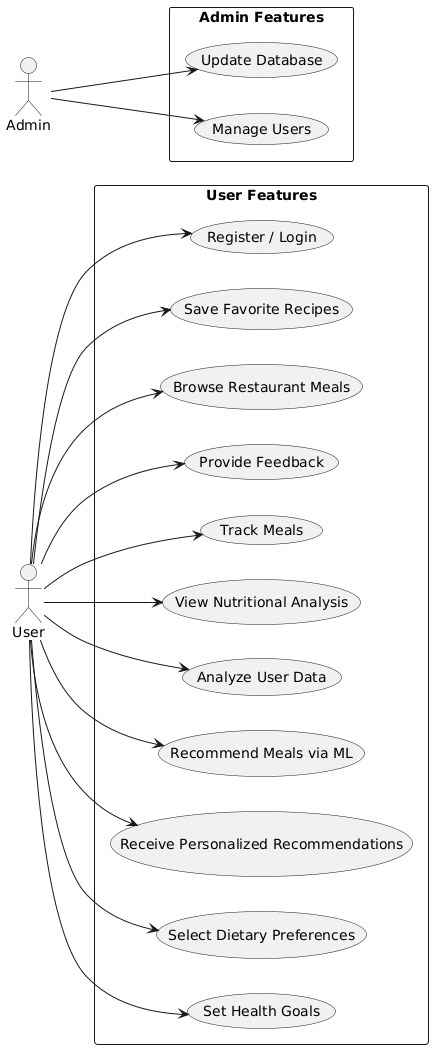 Admin Features
Update Database
Manage Users
Admin
User Features
Register / Login
Save Favorite Recipes
Browse Restaurant Meals
Provide Feedback
Track Meals
View Nutritional Analysis
User
Analyze User Data
Recommend Meals via ML
Receive Personalized Recommendations
Select Dietary Preferences
Set Health Goals